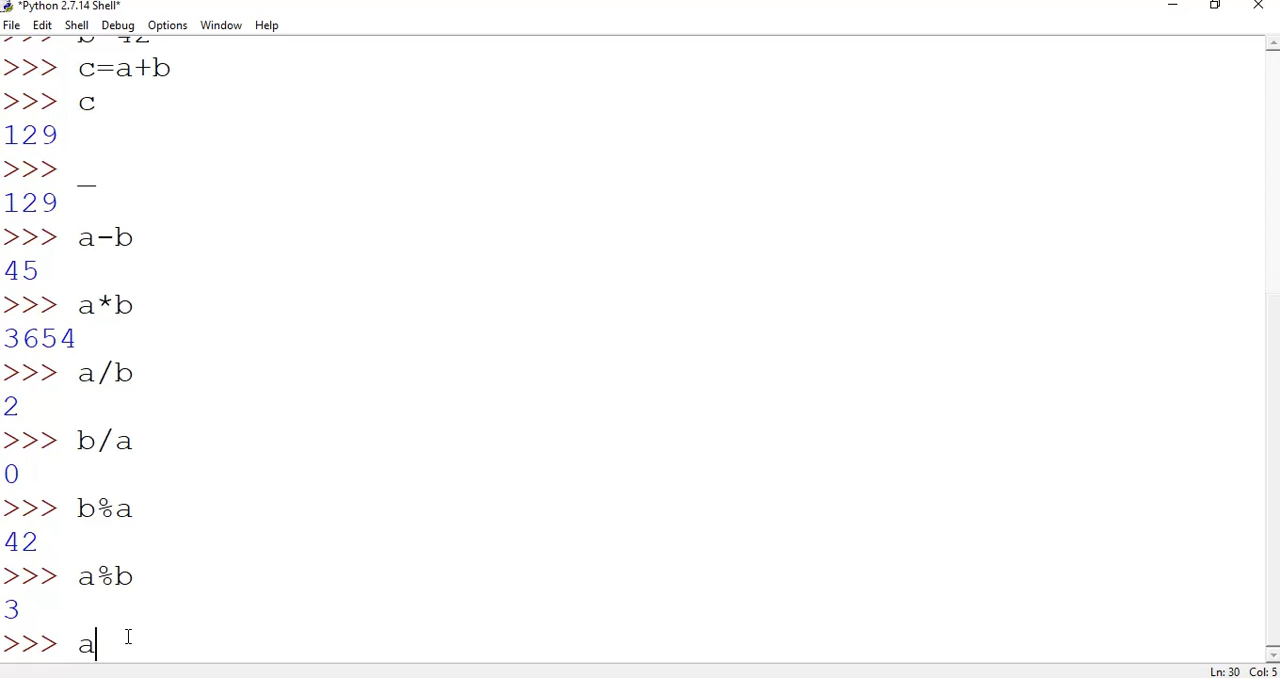 *Python 2.7.14 Shell*
File Edit Shell Debug Options Window Help
>>> c=a+b
>>> c
129
>>> _
129
>>> a-b
45
>>> a*b
3654
>>> a/b
2
>>> b/a
0
>>> b%a
42
>>> a%b
3
>>> a
Ln: 30 Col: 5